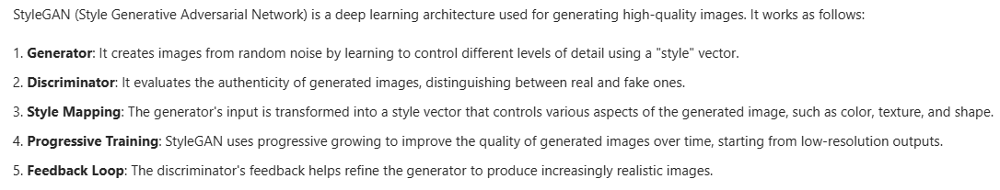 StyleGAN (Style Generative Adversarial Network) is a deep learning architecture used for generating high-quality images. It works as follows:
1. Generator: It creates images from random noise by learning to control different levels of detail using a "style" vector.
2. Discriminator: It evaluates the authenticity of generated images, distinguishing between real and fake ones.
3. Style Mapping: The generator's input is transformed into a style vector that controls various aspects of the generated image, such as color, texture, and shape.
4. Progressive Training: StyleGAN uses progressive growing to improve the quality of generated images over time, starting from low-resolution outputs.
5. Feedback Loop: The discriminator's feedback helps refine the generator to produce increasingly realistic images.